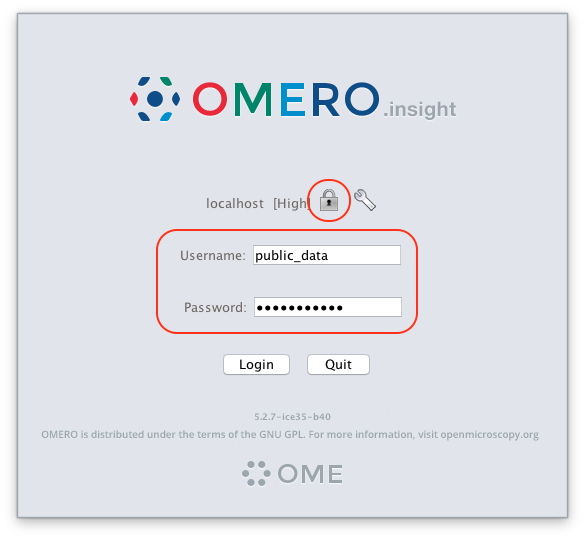 OMERO.insight
localhost [High]
Username: public_data
Password: •••••••••••
Login Quit
5.2.7-ice35-b40
OMERO is distributed under the terms of the GNU GPL. For more information, visit openmicroscopy.org
OME